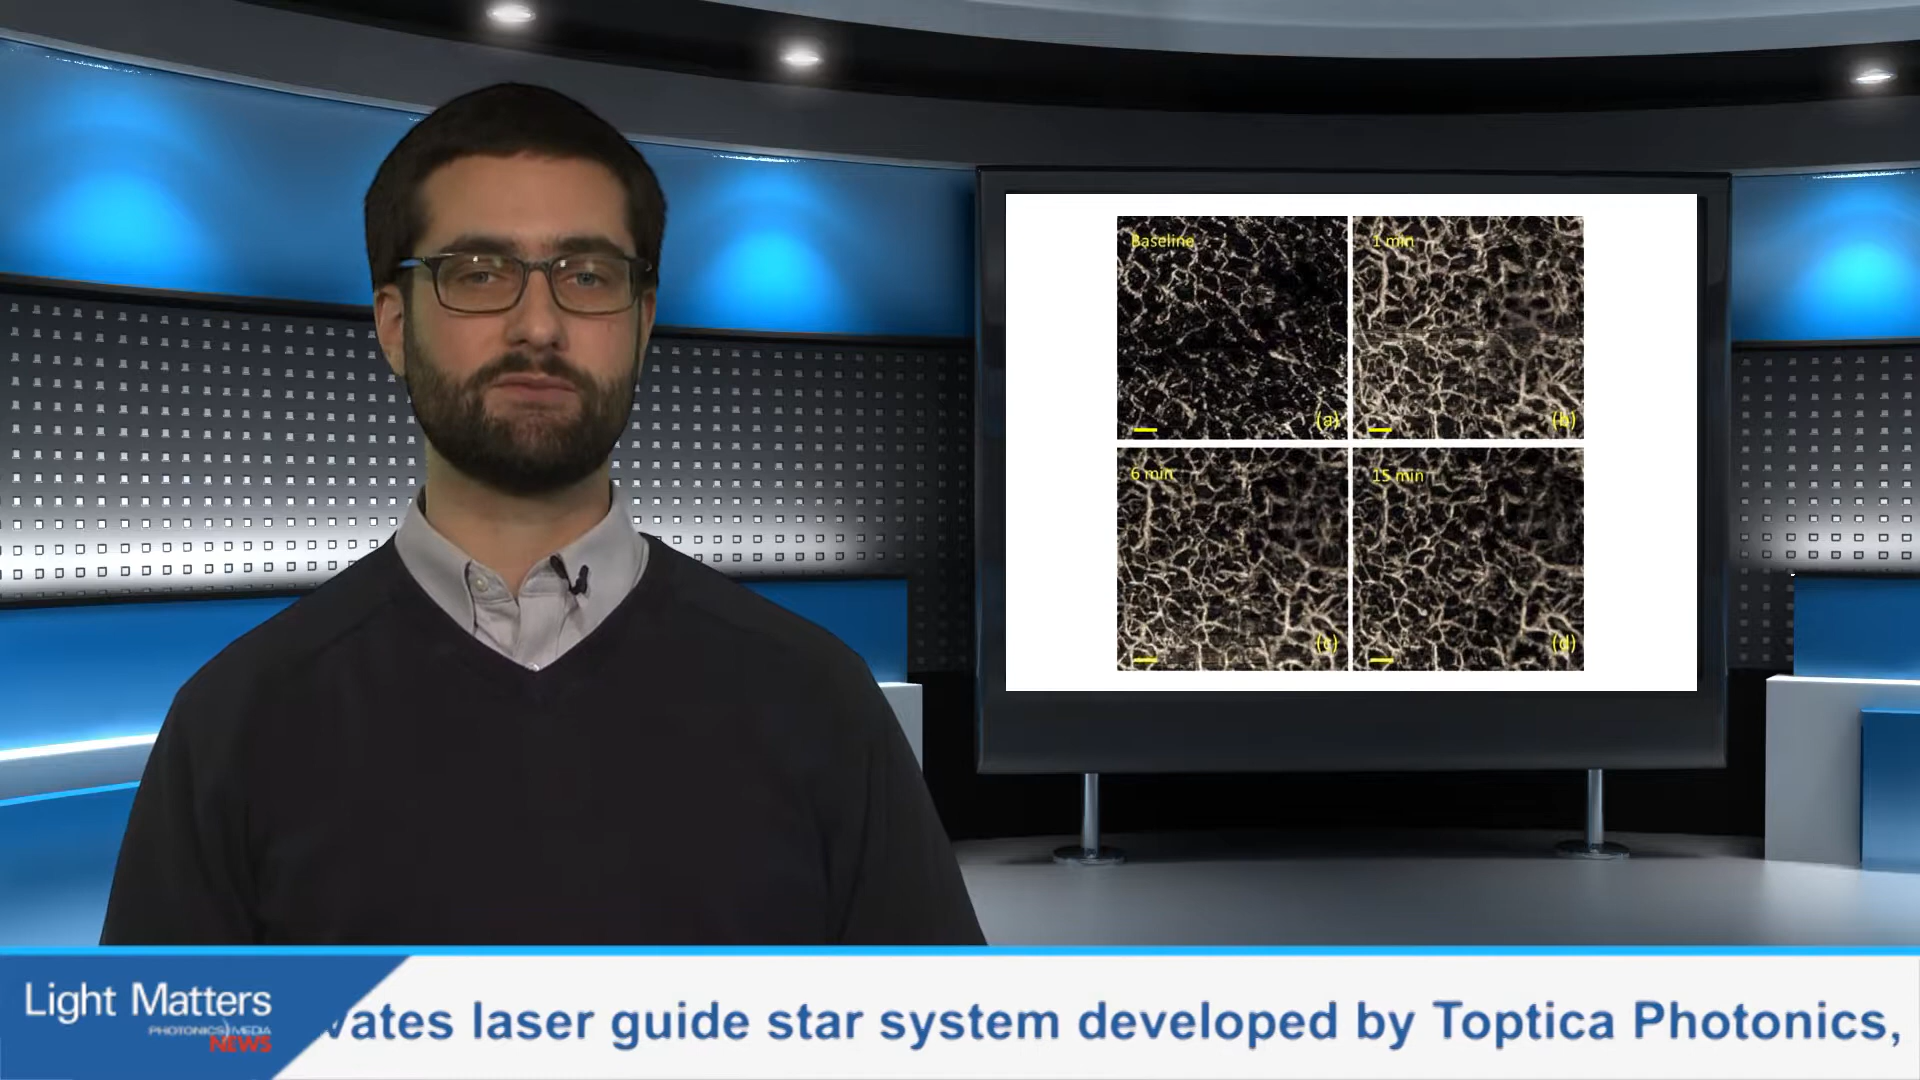 Baseline
1 min
(a)
(b)
6 min
15 min
(c)
(d)
Light Matters
PHOTONICS MEDIA
NEWS
vates laser guide star system developed by Toptica Photonics,